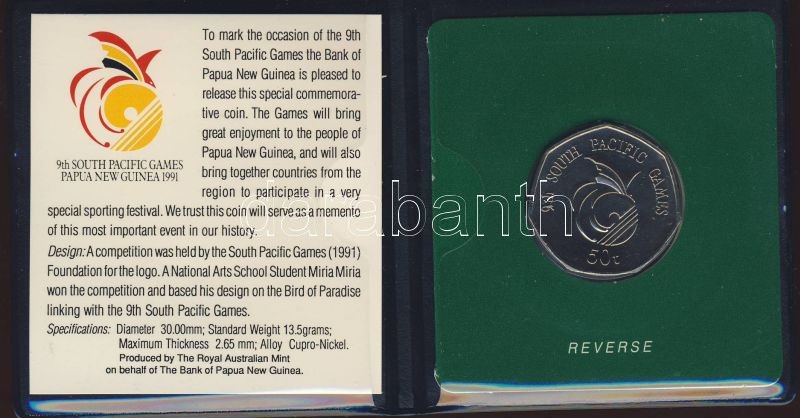 To mark the occasion of the 9th
South Pacific Games the Bank of
Papua New Guinea is pleased to
release this special commemora-
tive coin. The Games will bring
great enjoyment to the people of
Papua New Guinea, and will also
bring together countries from the
region to participate in a very
special sporting festival. We trust this coin will serve as a memento
of this most important event in our history.
9th SOUTH PACIFIC GAMES
PAPUA NEW GUINEA 1991
Design: A competition was held by the South Pacific Games (1991)
Foundation for the logo. A National Arts School Student Miria Miria
won the competition and based his design on the Bird of Paradise
linking with the 9th South Pacific Games.
Specifications: Diameter 30.00mm; Standard Weight 13.5grams;
Maximum Thickness 2.65 mm; Alloy Cupro-Nickel.
Produced by The Royal Australian Mint
on behalf of The Bank of Papua New Guinea.
9TH SOUTH PACIFIC GAMES
50t
REVERSE
darabanth